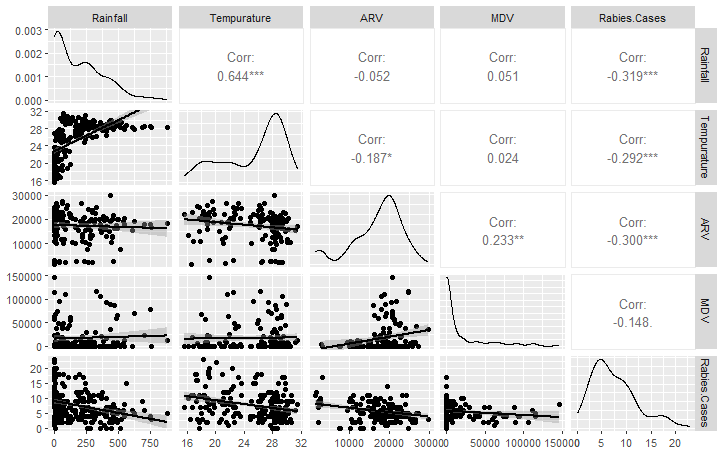 Rainfall Tempurature ARV MDV Rabies.Cases
0.003
0.002
0.001
0.000
Corr:
0.644***
Corr:
-0.052
Corr:
0.051
Corr:
-0.319***
Rainfall
32
28
24
20
16
Corr:
-0.187*
Corr:
0.024
Corr:
-0.292***
Tempurature
30000
20000
10000
Corr:
0.233**
Corr:
-0.300***
ARV
150000
100000
50000
0
Corr:
-0.148.
MDV
20
15
10
5
0
Rabies.Cases
0 250 500 750 16 20 24 28 32 10000 20000 30000 0 50000 100000 150000 0 5 10 15 20